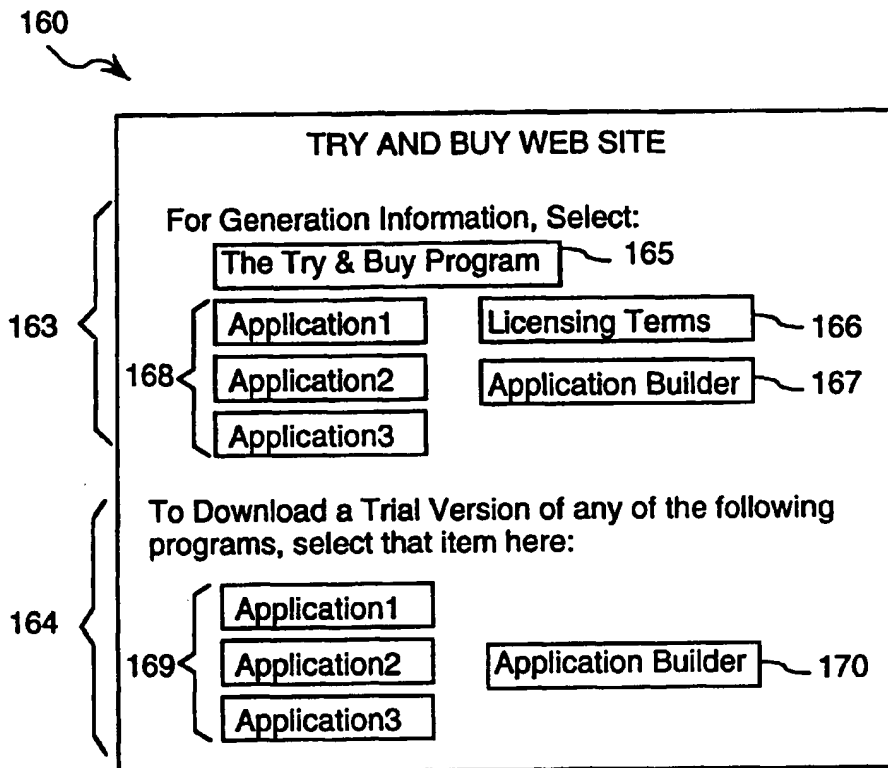 160
TRY AND BUY WEB SITE
For Generation Information, Select:
The Try & Buy Program 165
163
168
Application1 Licensing Terms 166
Application2 Application Builder 167
Application3
To Download a Trial Version of any of the following
programs, select that item here:
164
169
Application1
Application2 Application Builder 170
Application3